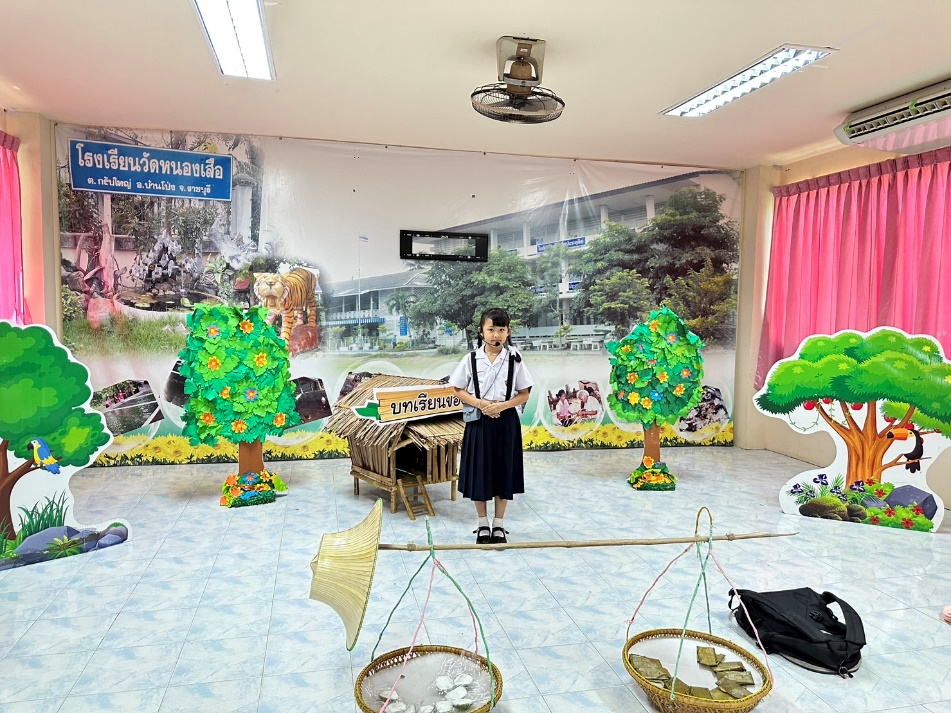 โรงเรียนวัดหนองเสือ
ต. กรับใหญ่ อ. บ้านโป่ง จ. ราชบุรี
บทเรียนขอ